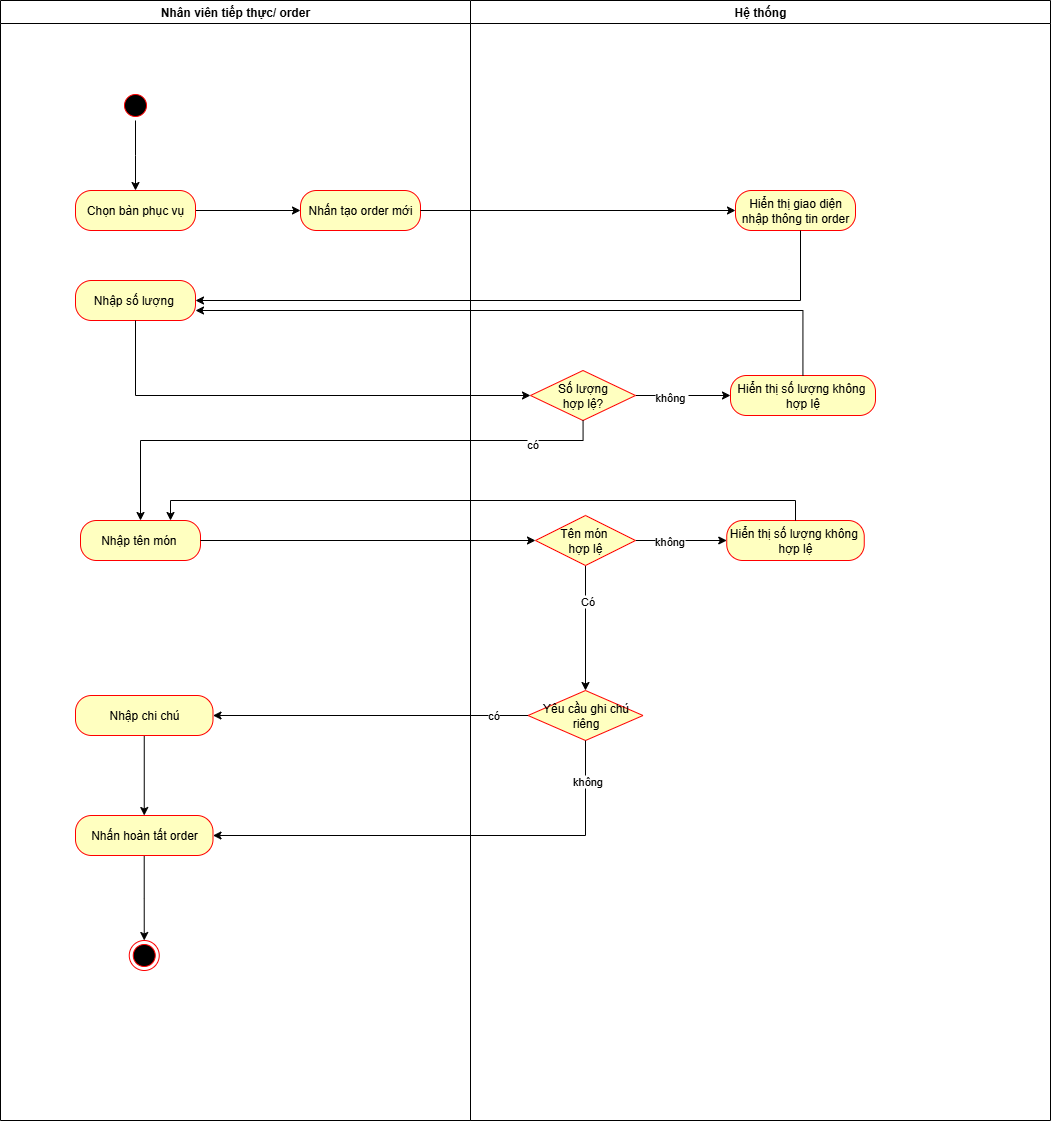 Nhân viên tiếp thực/ order
Hệ thống
Chọn bàn phục vụ
Nhấn tạo order mới
Hiển thị giao diện
nhập thông tin order
Nhập số lượng
Số lượng
hợp lệ?
không
Hiển thị số lượng không
hợp lệ
có
Nhập tên món
Tên món
hợp lệ
không
Hiển thị số lượng không
hợp lệ
Có
Nhập chi chú
có
Yêu cầu ghi chú
riêng
không
Nhấn hoàn tất order